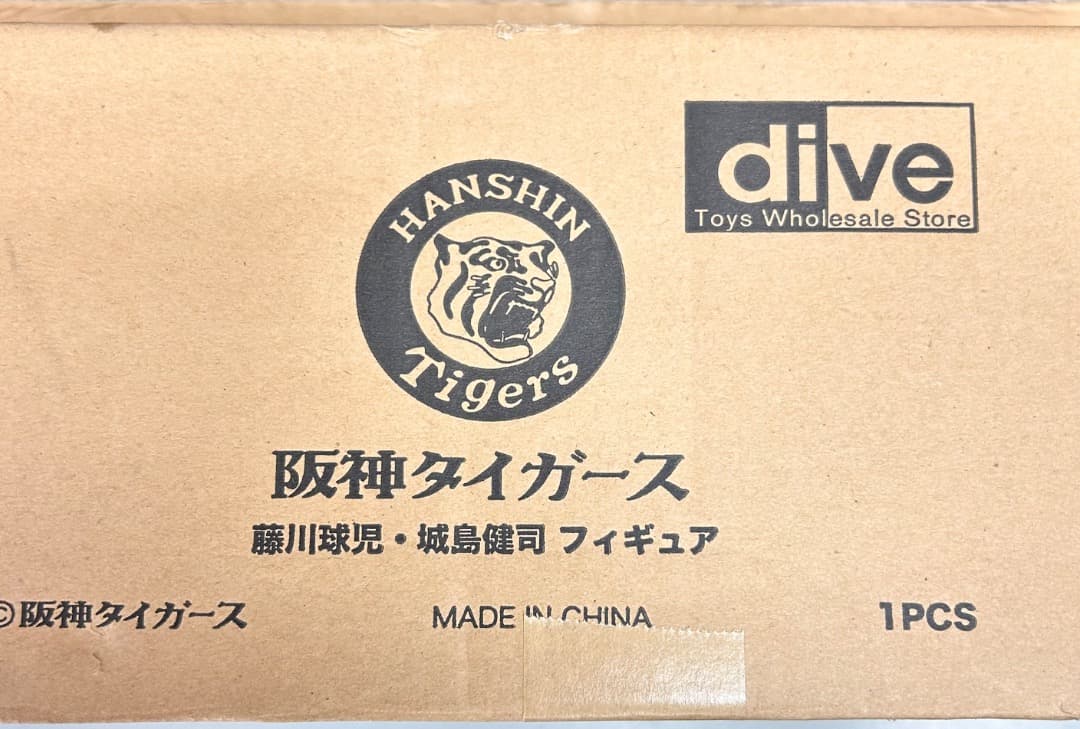 dive
Toys Wholesale Store
HANSHIN
Tigers
阪神タイガース
藤川球児・城島健司 フィギュア
©阪神タイガース
MADE IN CHINA
1PCS